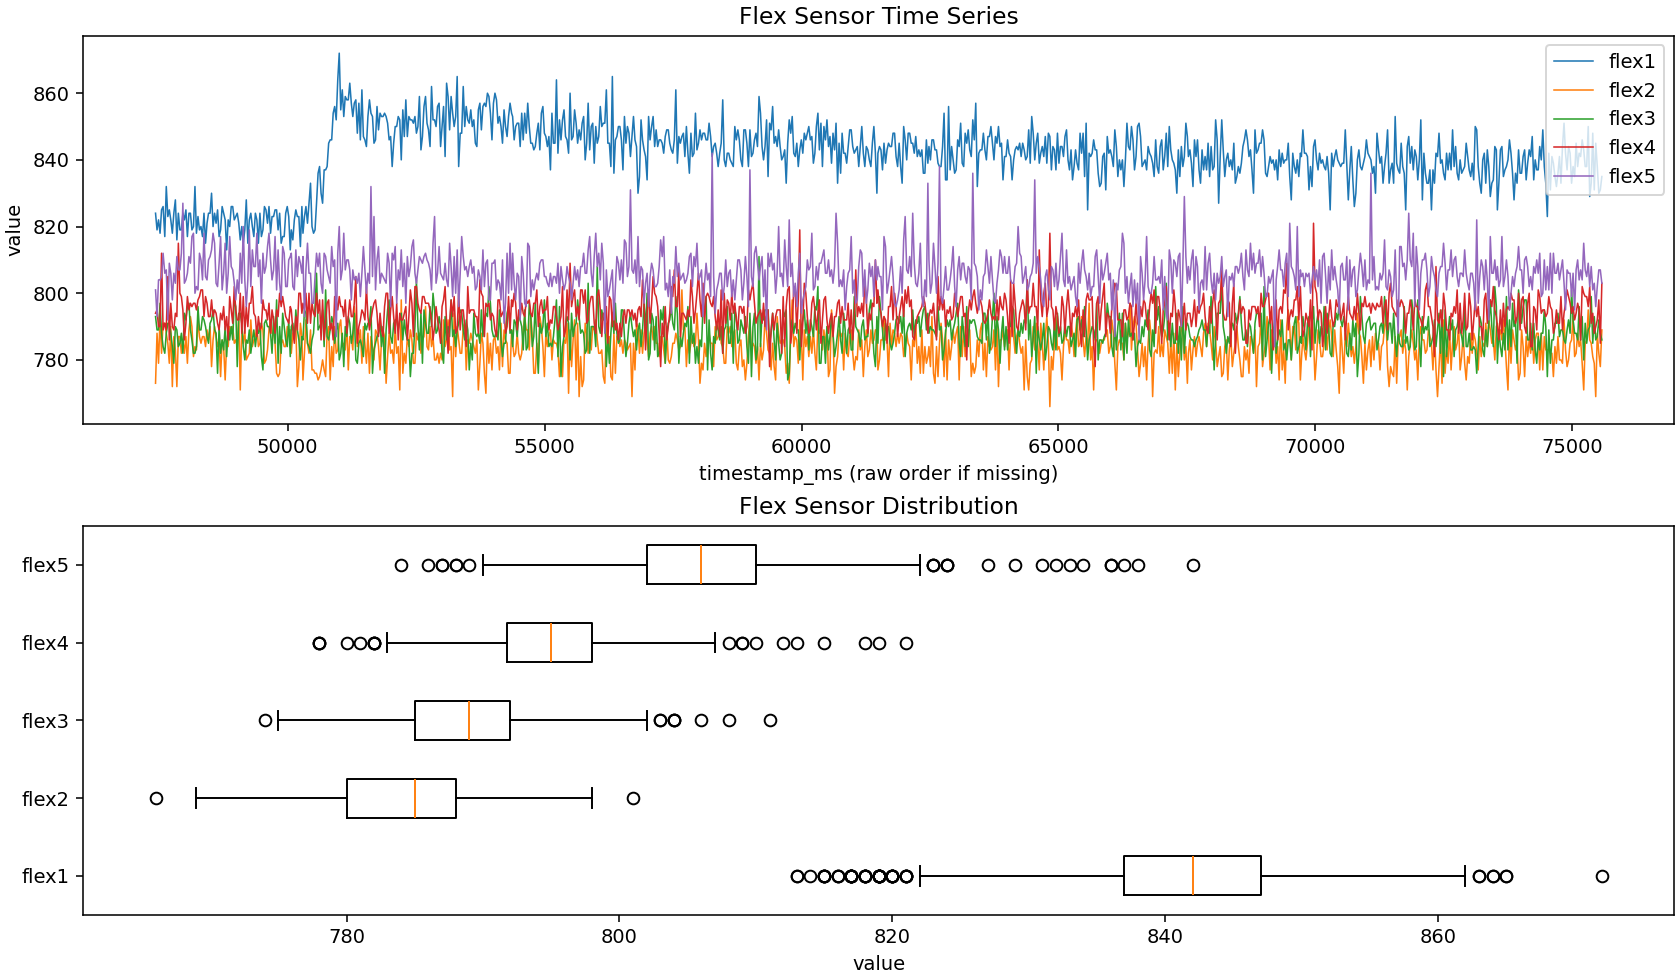 Flex Sensor Time Series
value
860
840
820
800
780
flex1
flex2
flex3
flex4
flex5
50000 55000 60000 65000 70000 75000
timestamp_ms (raw order if missing)
Flex Sensor Distribution
flex5
flex4
flex3
flex2
flex1
780 800 820 840 860
value